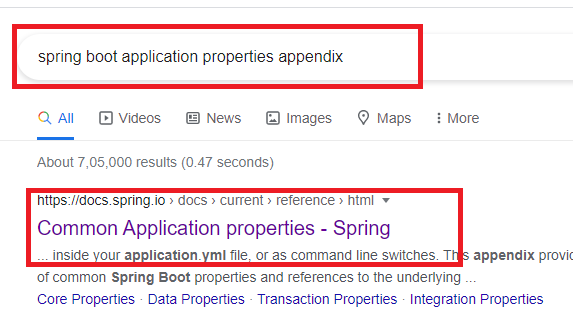 spring boot application properties appendix
All Videos News Images Maps More
About 7,05,000 results (0.47 seconds)
https://docs.spring.io › docs › current › reference › html
Common Application properties - Spring
... inside your application.yml file, or as command line switches. This appendix
of common Spring Boot properties and references to the underlying ...
Core Properties · Data Properties · Transaction Properties · Integration Properties